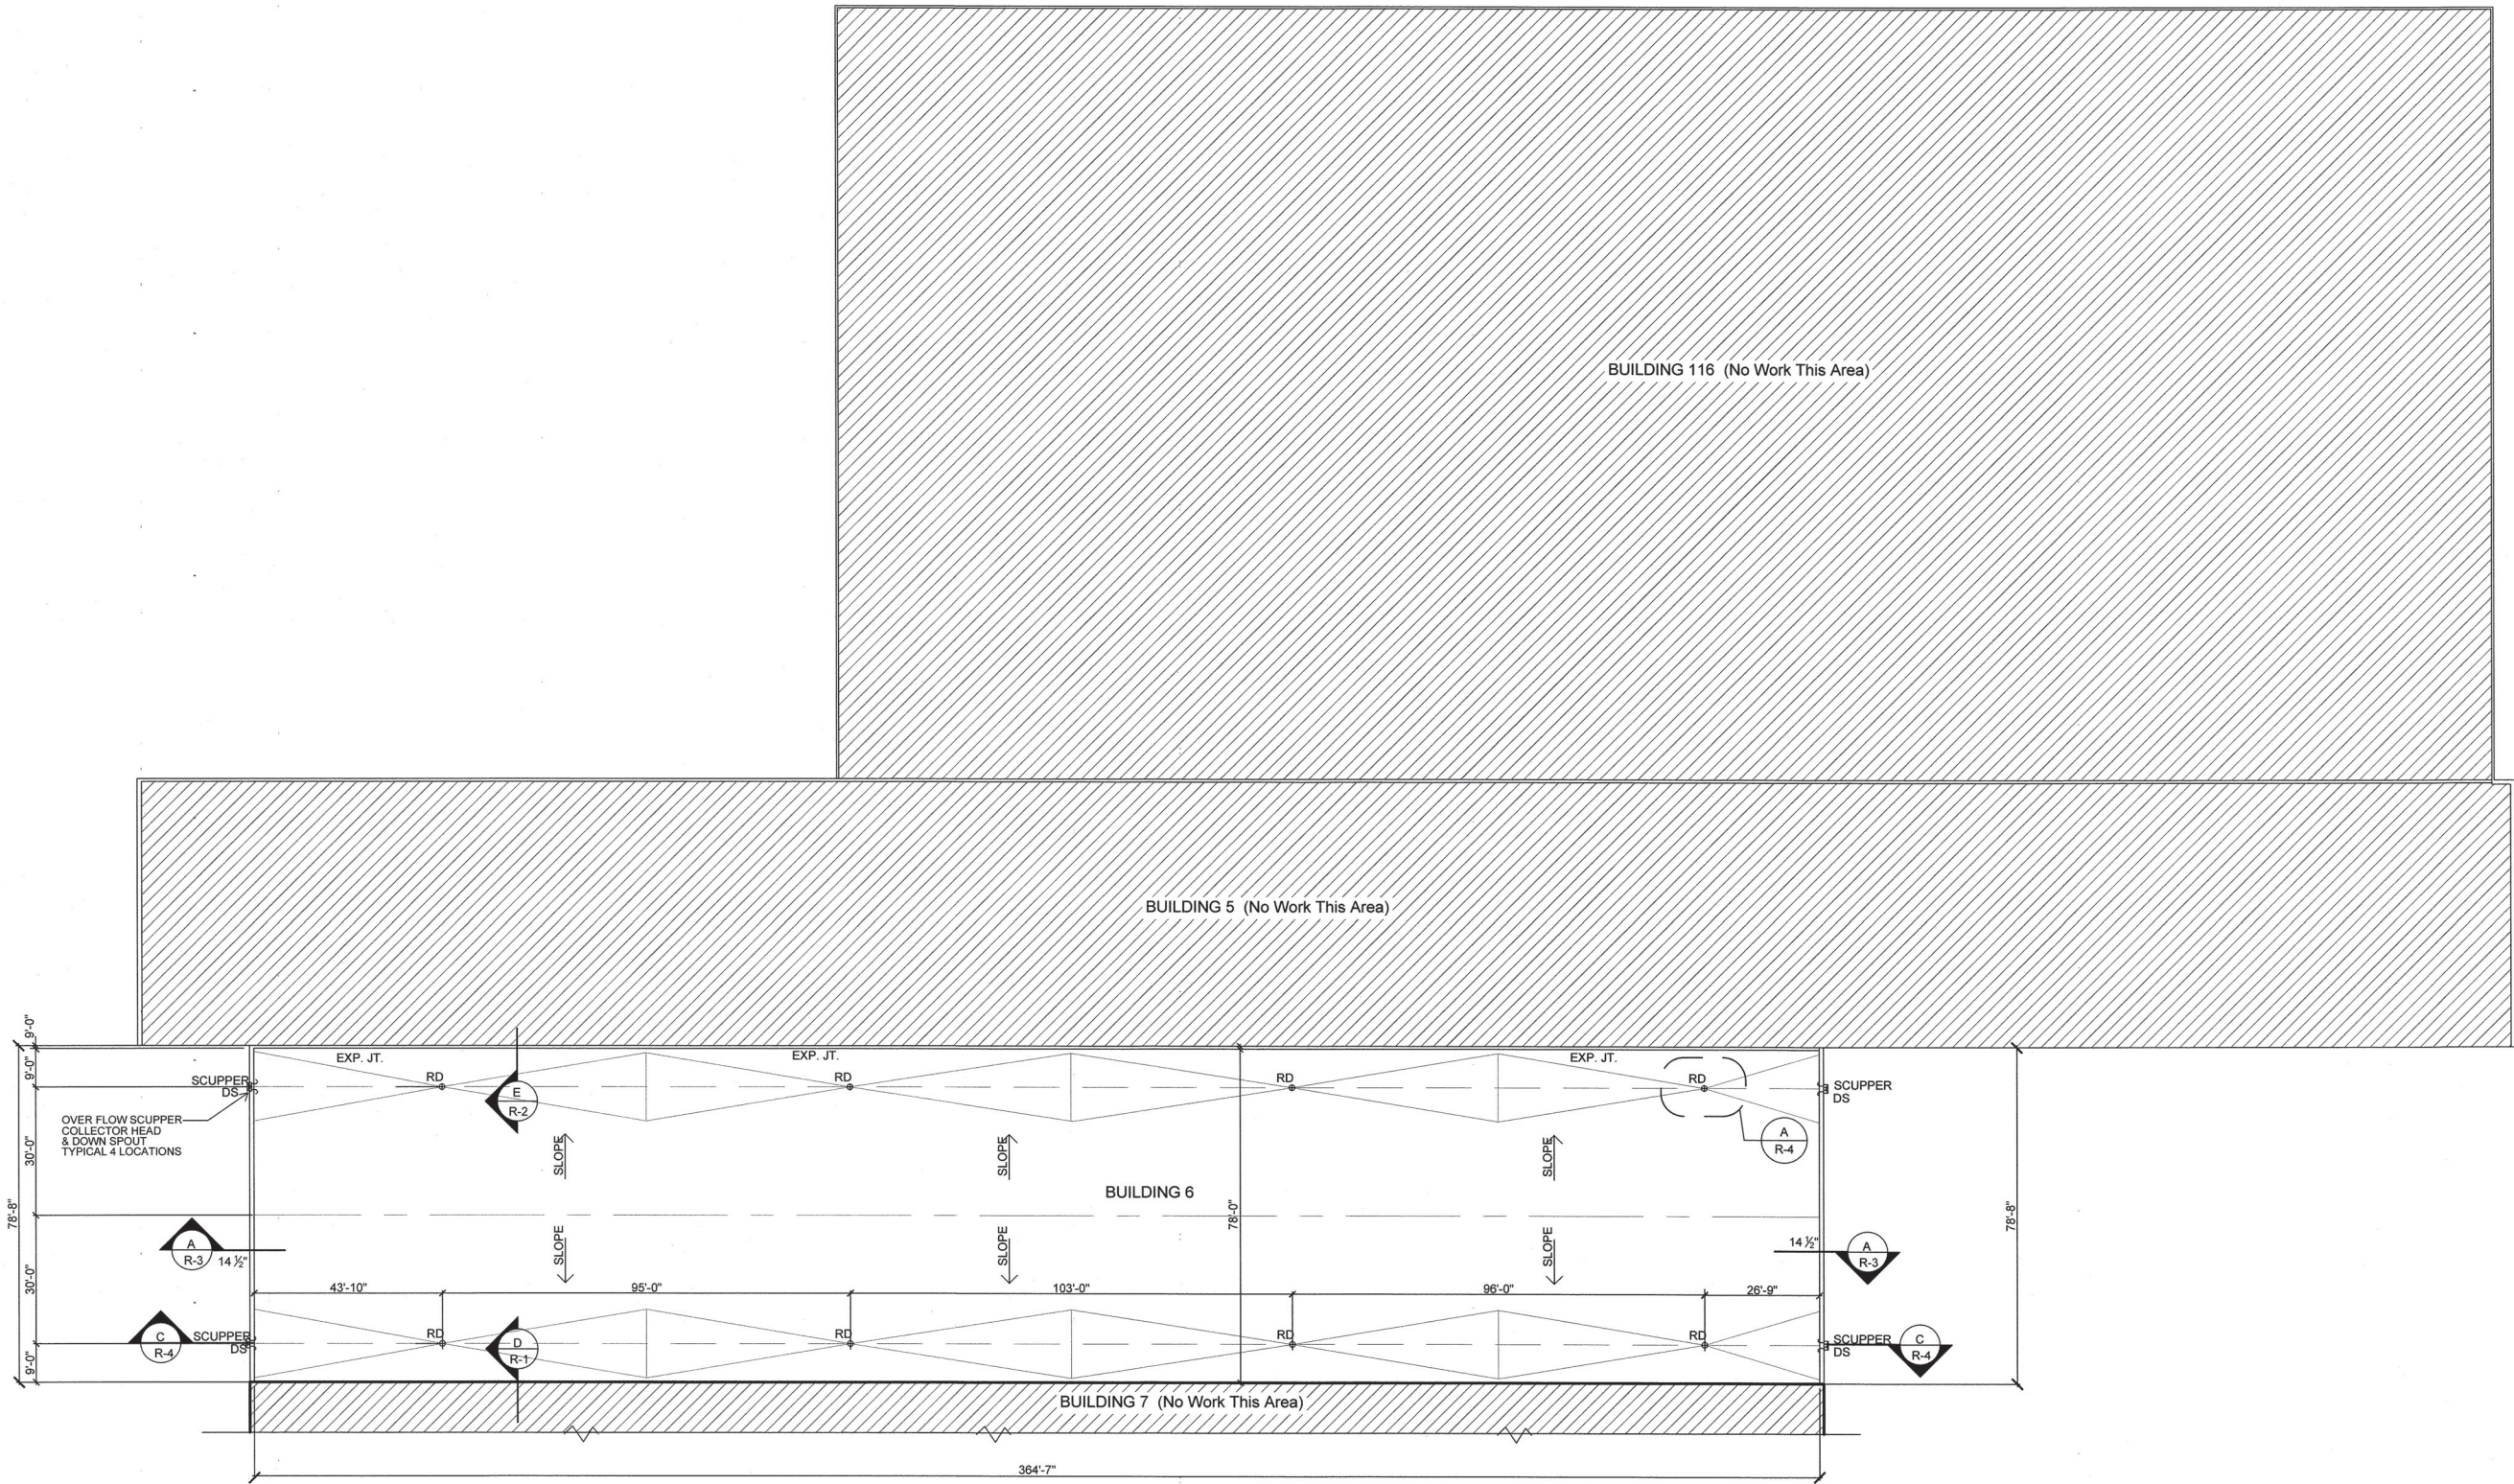 BUILDING 116 (No Work This Area)
BUILDING 5 (No Work This Area)
9'-0"
9'-0"
30'-0"
78'-8"
30'-0"
9'-0"
EXP. JT.
EXP. JT.
EXP. JT.
SCUPPER
DS
RD
RD
RD
RD
SCUPPER
DS
E
R-2
OVER FLOW SCUPPER
COLLECTOR HEAD
& DOWN SPOUT
TYPICAL 4 LOCATIONS
A
R-4
SLOPE
SLOPE
SLOPE
BUILDING 6
78'-0"
78'-8"
SLOPE
SLOPE
SLOPE
A
R-3
14 ½"
14 ½"
A
R-3
43'-10"
95'-0"
103'-0"
96'-0"
26'-9"
C
R-4
SCUPPER
DS
RD
D
R-1
RD
RD
RD
SCUPPER
DS
C
R-4
BUILDING 7 (No Work This Area)
364'-7"